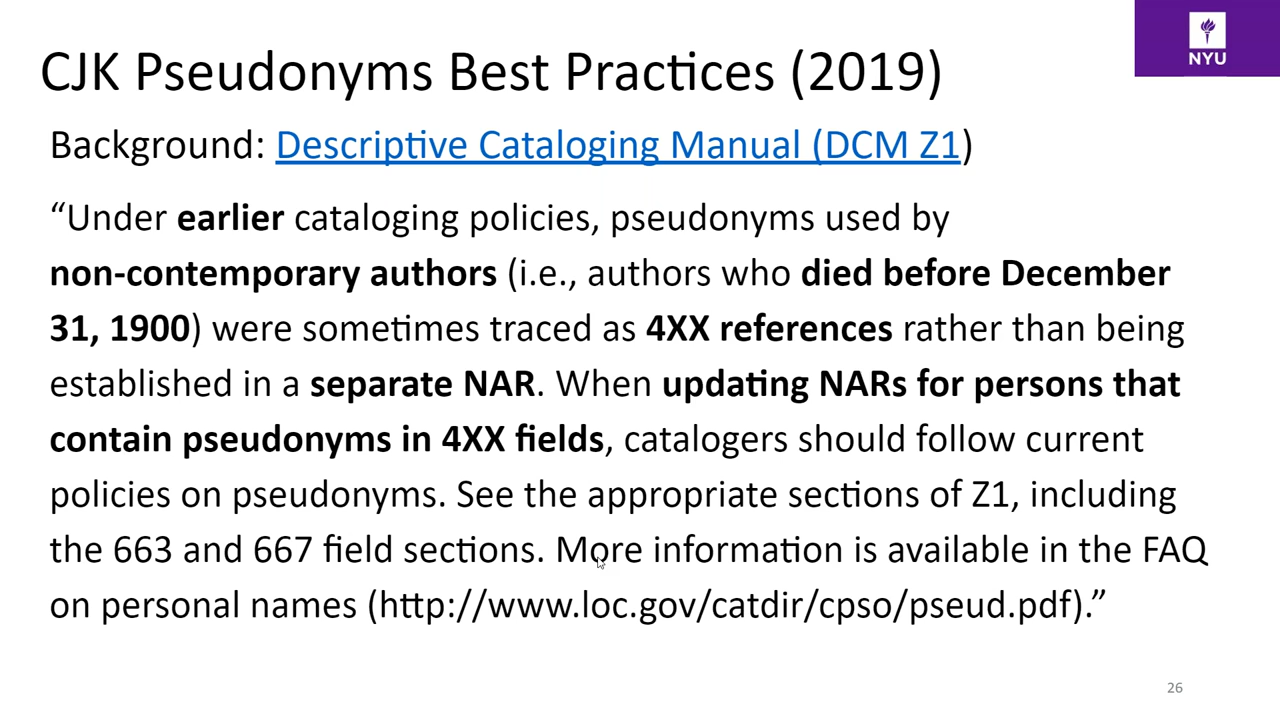 CJK Pseudonyms Best Practices (2019)
NYU
Background: Descriptive Cataloging Manual (DCM Z1)
“Under earlier cataloging policies, pseudonyms used by
non-contemporary authors (i.e., authors who died before December
31, 1900) were sometimes traced as 4XX references rather than being
established in a separate NAR. When updating NARs for persons that
contain pseudonyms in 4XX fields, catalogers should follow current
policies on pseudonyms. See the appropriate sections of Z1, including
the 663 and 667 field sections. More information is available in the FAQ
on personal names (http://www.loc.gov/catdir/cpso/pseud.pdf).”
26